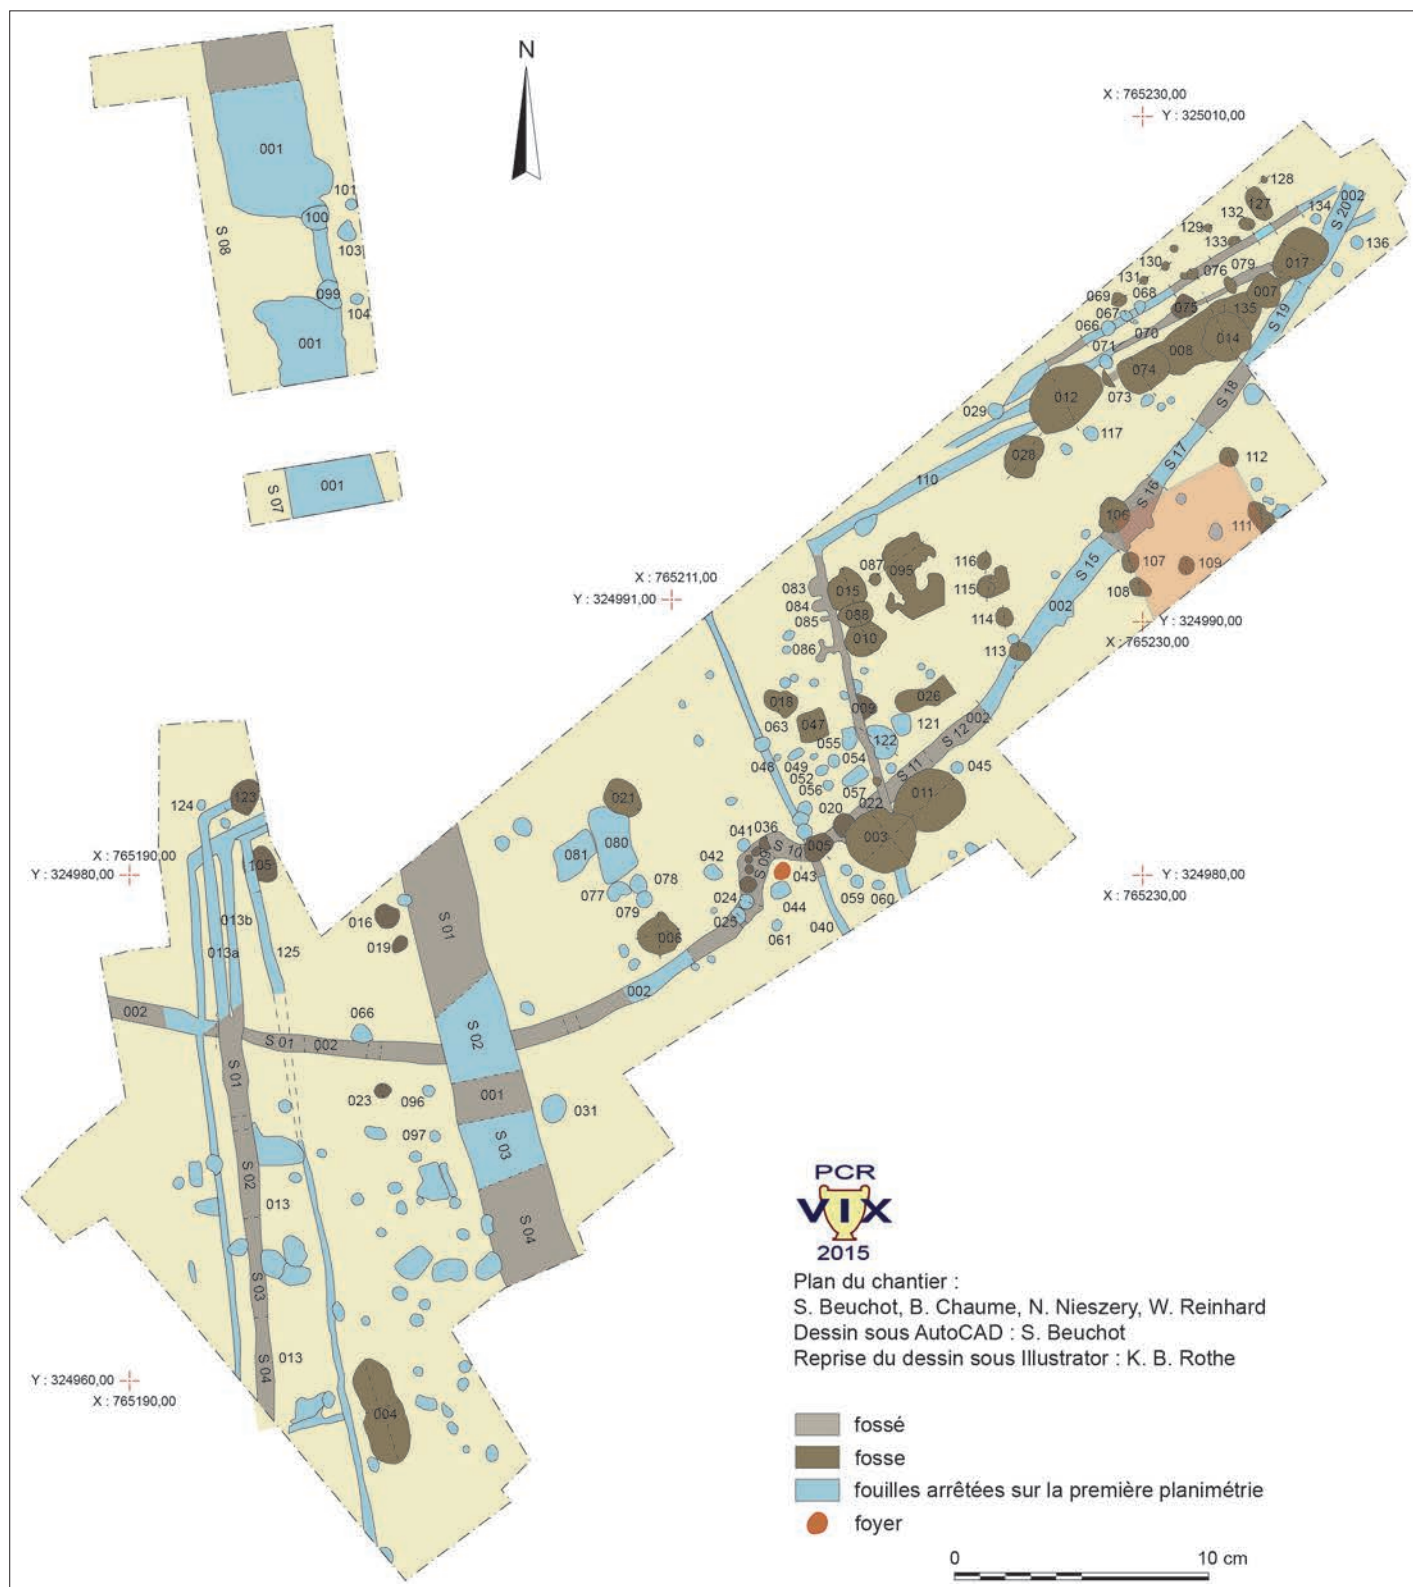 N
X : 765230,00
Y : 325010,00
001
101
100
103
S 08
099
104
001
S 07
001
128
127
132
129
133
130
131
134
002
S 20
136
076
079
017
069
068
067
066
075
007
135
070
071
S 19
008
014
074
073
012
029
117
028
S 18
S 17
112
110
S 16
106
111
107
109
108
S 15
002
X : 765211,00
Y : 324991,00
Y : 324990,00
X : 765230,00
083
084
085
086
015
087
095
088
010
116
115
114
113
018
063
047
009
026
121
055
122
054
048
049
052
056
057
002
S 12
S 11
045
022
011
020
003
005
036
041
S 10
S 09
042
043
024
044
025
059
060
061
040
X : 765190,00
Y : 324980,00
Y : 324980,00
X : 765230,00
124
123
105
021
080
081
077
078
079
006
016
019
013b
013a
125
S 01
002
002
066
S 01
002
S 01
S 02
023
096
001
031
097
S 03
S 02
013
S 04
S 03
013
S 04
Y : 324960,00
X : 765190,00
004
PCR
VIX
2015
Plan du chantier :
S. Beuchot, B. Chaume, N. Nieszery, W. Reinhard
Dessin sous AutoCAD : S. Beuchot
Reprise du dessin sous Illustrator : K. B. Rothe
fossé
fosse
fouilles arrêtées sur la première planimétrie
foyer
0
10 cm